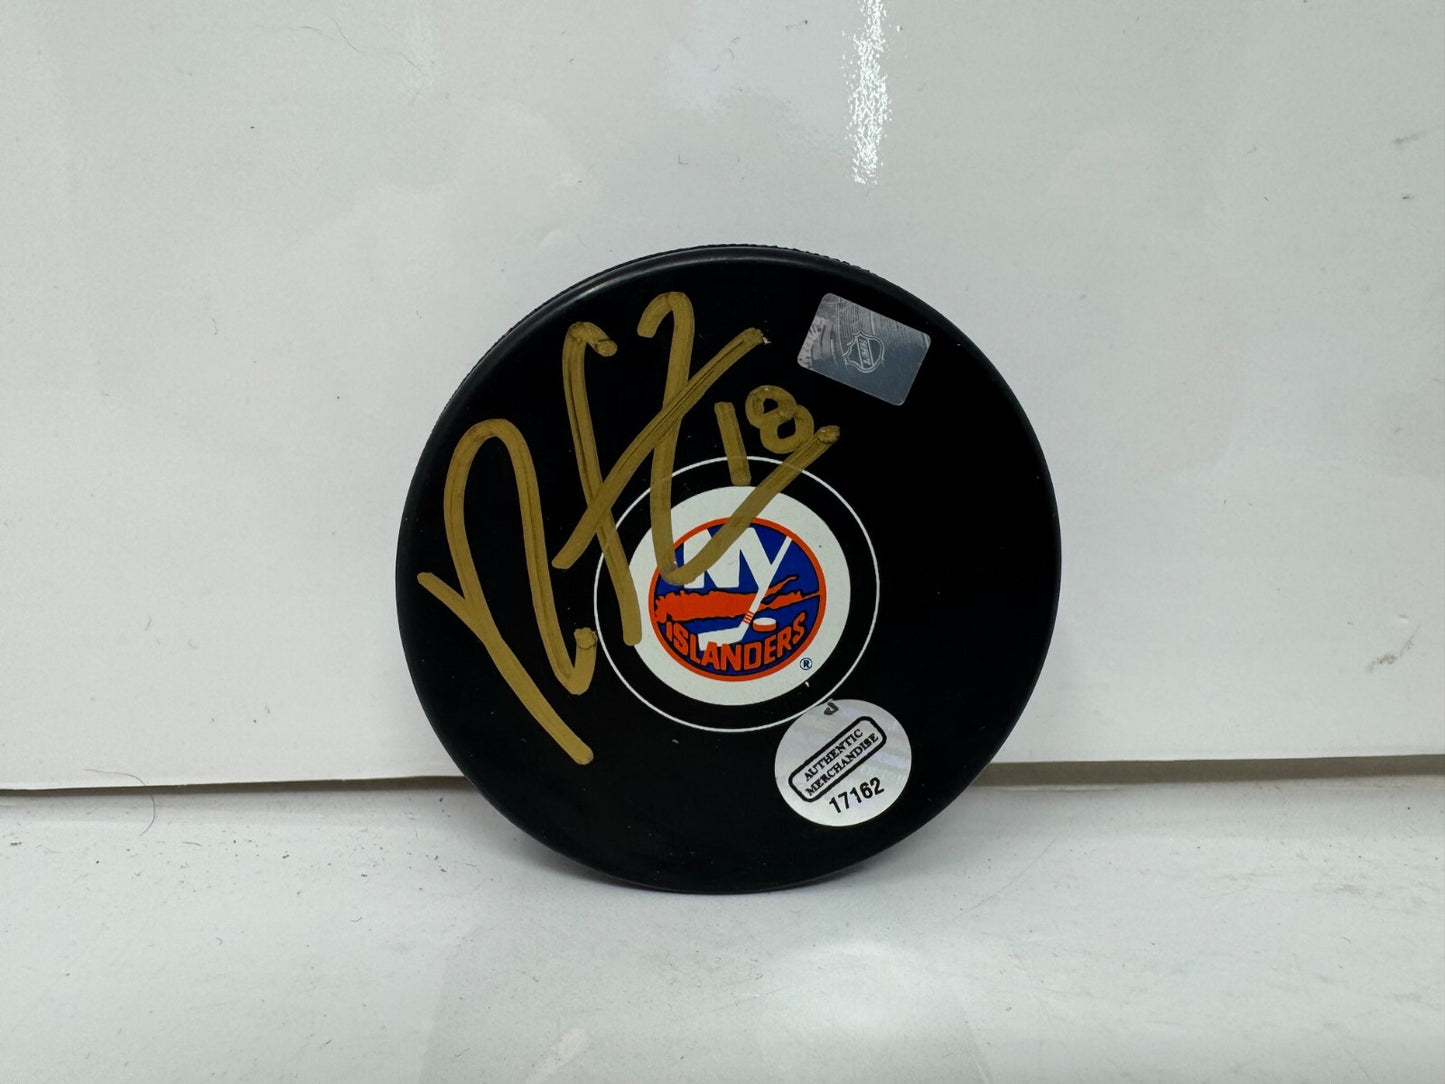 18
NY
ISLANDERS
®
AUTHENTIC
MERCHANDISE
17162